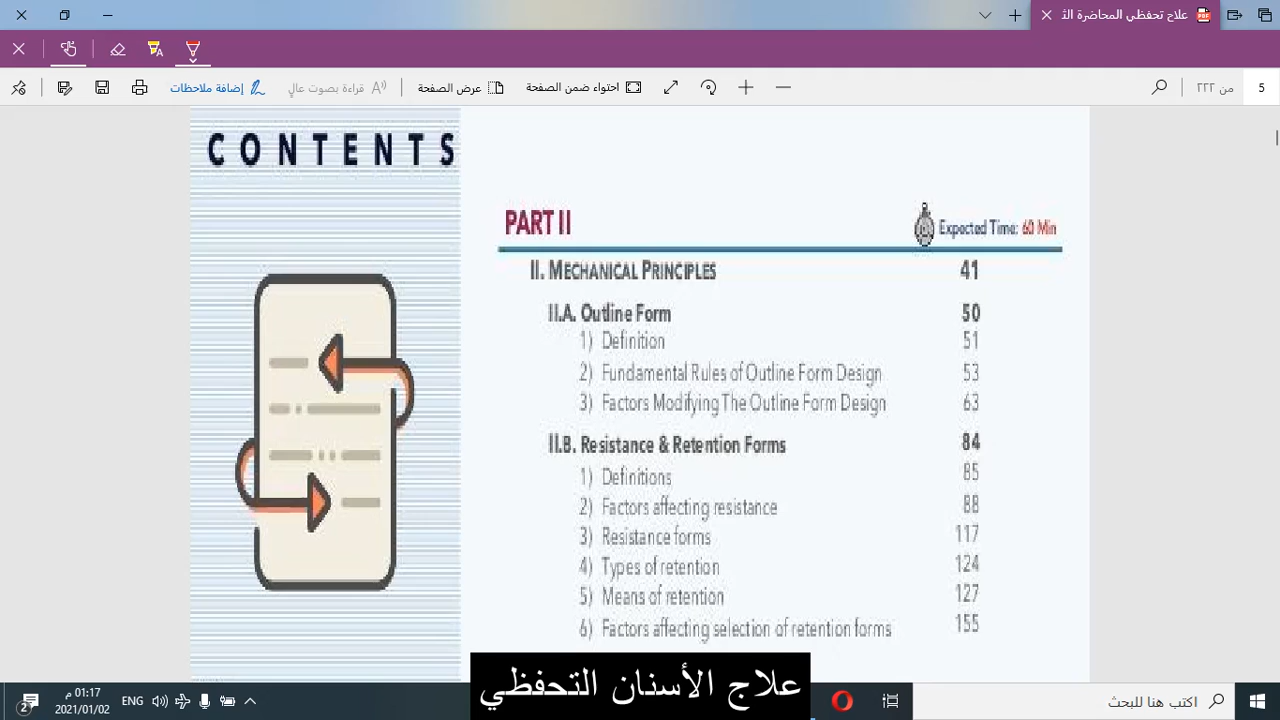 علاج تحفظي المحاضرة الث
إضافة ملاحظات
قراءة بصوت عالٍ
عرض الصفحة
احتواء ضمن الصفحة
من ٢٢٢
5
CONTENTS
PART II
Expected Time: 60 Min
II. MECHANICAL PRINCIPLES 41
II.A. Outline Form 50
1) Definition 51
2) Fundamental Rules of Outline Form Design 53
3) Factors Modifying The Outline Form Design 63
II.B. Resistance & Retention Forms 84
1) Definitions 85
2) Factors affecting resistance 88
3) Resistance forms 117
4) Types of retention 124
5) Means of retention 127
6) Factors affecting selection of retention forms 155
علاج الأسنان التحفظي
01:17 م
2021/01/02
ENG
اكتب هنا للبحث